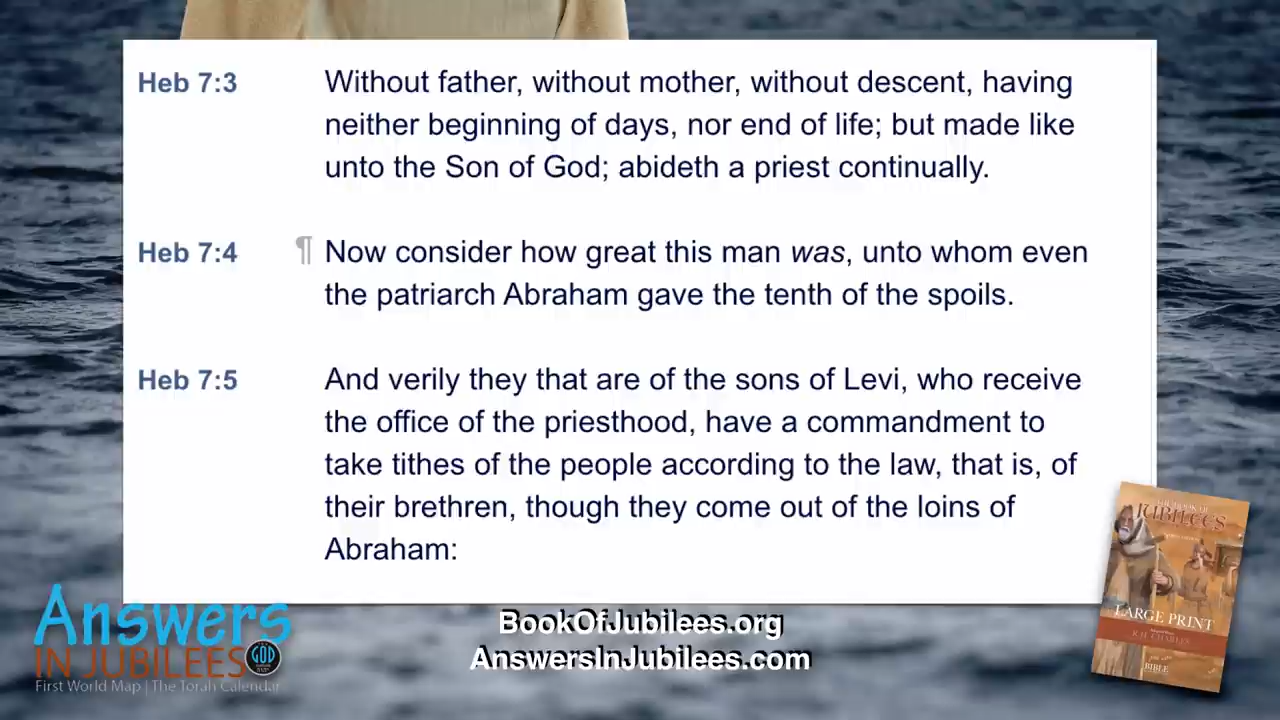 Heb 7:3 Without father, without mother, without descent, having
neither beginning of days, nor end of life; but made like
unto the Son of God; abideth a priest continually.
Heb 7:4 ¶ Now consider how great this man was, unto whom even
the patriarch Abraham gave the tenth of the spoils.
Heb 7:5 And verily they that are of the sons of Levi, who receive
the office of the priesthood, have a commandment to
take tithes of the people according to the law, that is, of
their brethren, though they come out of the loins of
Abraham:
Answers
IN JUBILEES
GOD
First World Map | The Torah Calendar
BookOfJubilees.org
AnswersInJubilees.com
JUBILEES
LARGE PRINT
R.H. CHARLES
BIBLE